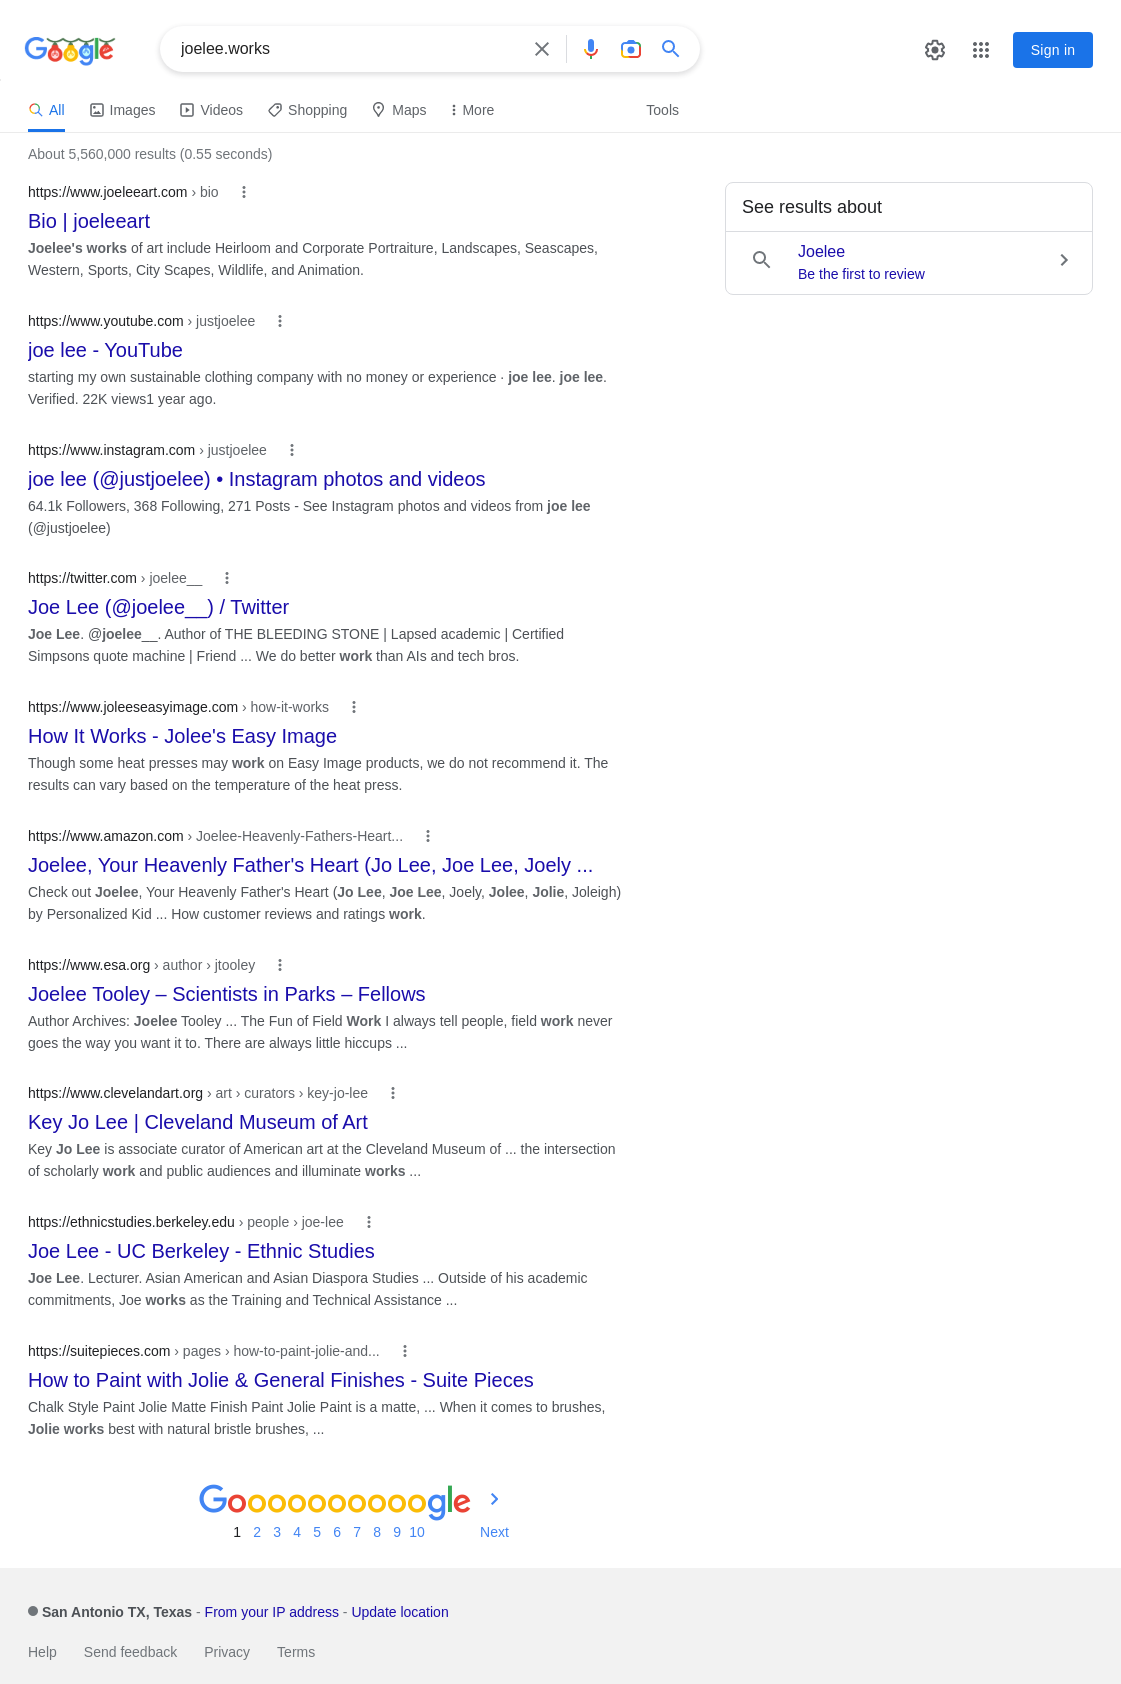 Google
joelee.works
Sign in
All Images Videos Shopping Maps More Tools
About 5,560,000 results (0.55 seconds)
https://www.joeleeart.com › bio
Bio | joeleeart
Joelee's works of art include Heirloom and Corporate Portraiture, Landscapes, Seascapes,
Western, Sports, City Scapes, Wildlife, and Animation.
https://www.youtube.com › justjoelee
joe lee - YouTube
starting my own sustainable clothing company with no money or experience · joe lee. joe lee.
Verified. 22K views1 year ago.
https://www.instagram.com › justjoelee
joe lee (@justjoelee) • Instagram photos and videos
64.1k Followers, 368 Following, 271 Posts - See Instagram photos and videos from joe lee
(@justjoelee)
https://twitter.com › joelee__
Joe Lee (@joelee__) / Twitter
Joe Lee. @joelee__. Author of THE BLEEDING STONE | Lapsed academic | Certified
Simpsons quote machine | Friend ... We do better work than AIs and tech bros.
https://www.joleeseasyimage.com › how-it-works
How It Works - Jolee's Easy Image
Though some heat presses may work on Easy Image products, we do not recommend it. The
results can vary based on the temperature of the heat press.
https://www.amazon.com › Joelee-Heavenly-Fathers-Heart...
Joelee, Your Heavenly Father's Heart (Jo Lee, Joe Lee, Joely ...
Check out Joelee, Your Heavenly Father's Heart (Jo Lee, Joe Lee, Joely, Jolee, Jolie, Joleigh)
by Personalized Kid ... How customer reviews and ratings work.
https://www.esa.org › author › jtooley
Joelee Tooley – Scientists in Parks – Fellows
Author Archives: Joelee Tooley ... The Fun of Field Work I always tell people, field work never
goes the way you want it to. There are always little hiccups ...
https://www.clevelandart.org › art › curators › key-jo-lee
Key Jo Lee | Cleveland Museum of Art
Key Jo Lee is associate curator of American art at the Cleveland Museum of ... the intersection
of scholarly work and public audiences and illuminate works ...
https://ethnicstudies.berkeley.edu › people › joe-lee
Joe Lee - UC Berkeley - Ethnic Studies
Joe Lee. Lecturer. Asian American and Asian Diaspora Studies ... Outside of his academic
commitments, Joe works as the Training and Technical Assistance ...
https://suitepieces.com › pages › how-to-paint-jolie-and...
How to Paint with Jolie & General Finishes - Suite Pieces
Chalk Style Paint Jolie Matte Finish Paint Jolie Paint is a matte, ... When it comes to brushes,
Jolie works best with natural bristle brushes, ...
See results about
Joelee
Be the first to review
Goooooooooogle
1 2 3 4 5 6 7 8 9 10 Next
San Antonio TX, Texas - From your IP address - Update location
Help Send feedback Privacy Terms